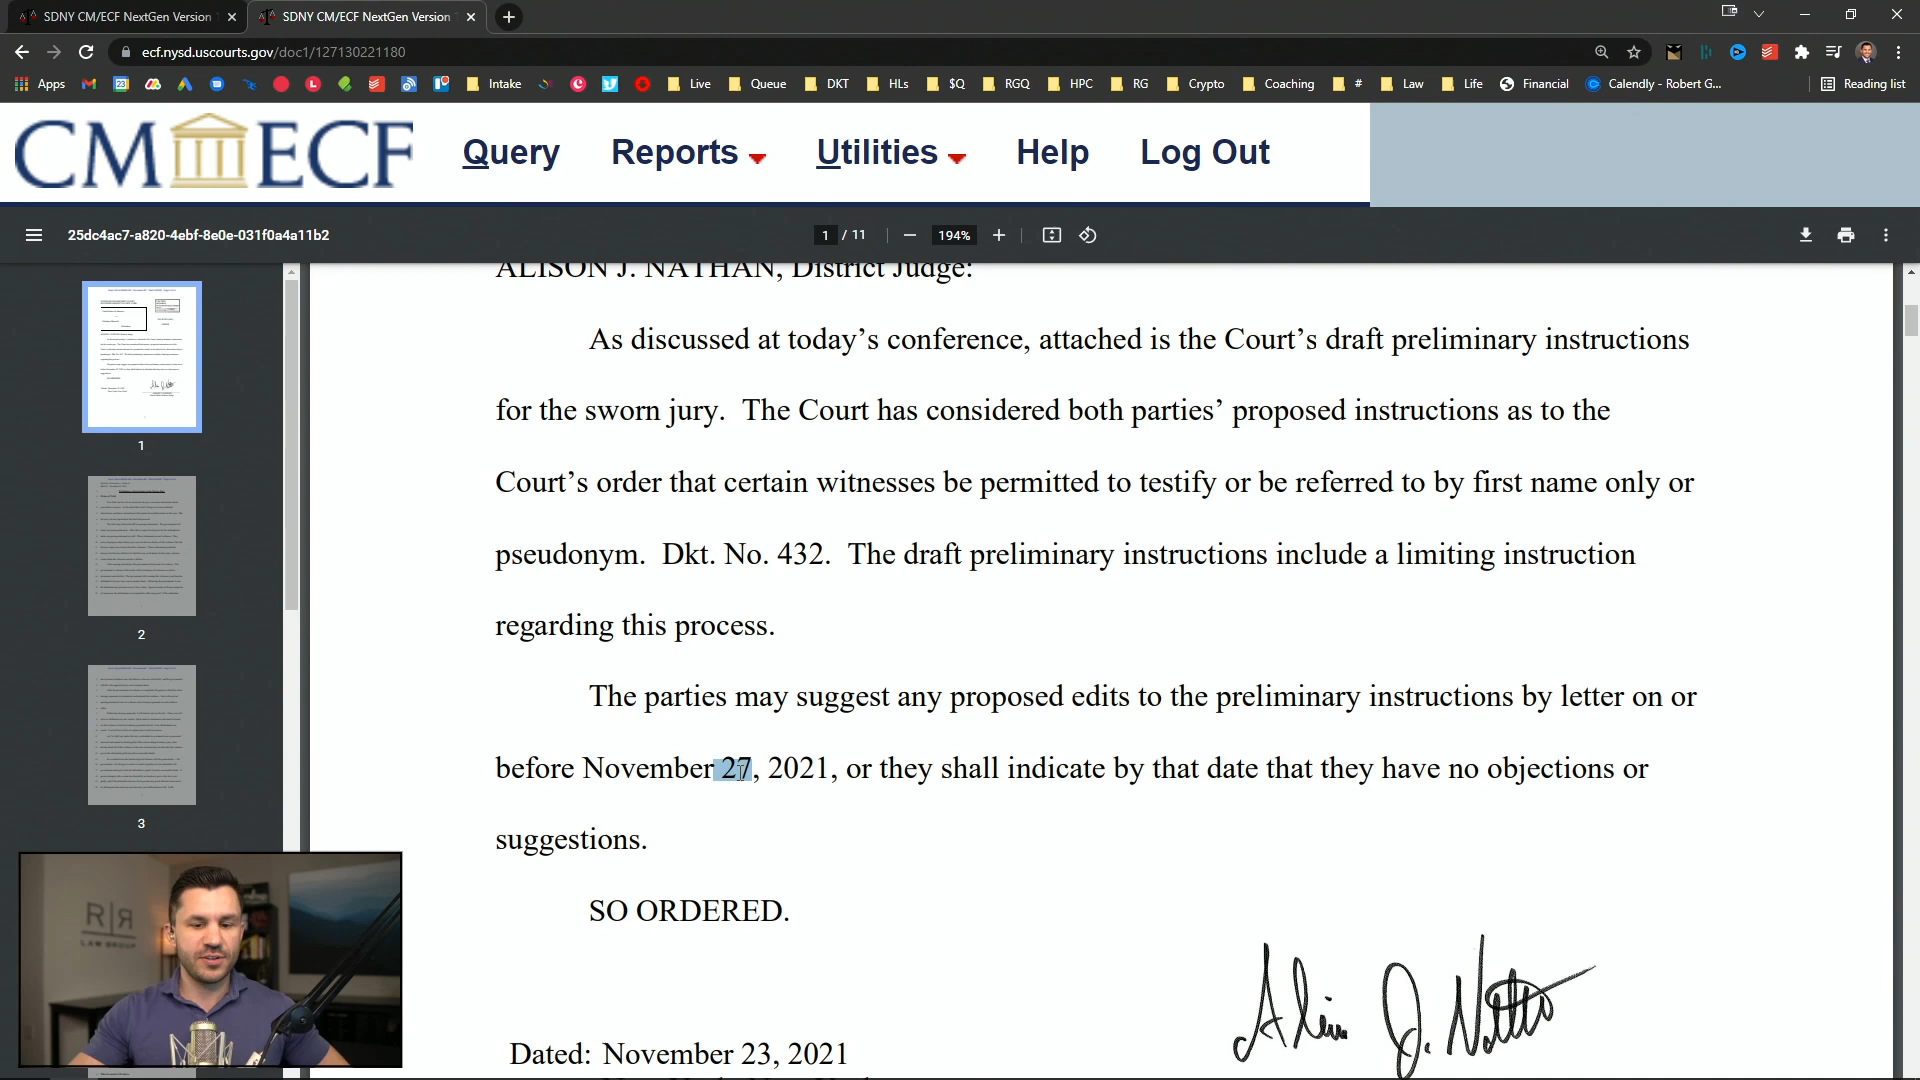 SDNY CM/ECF NextGen Version
SDNY CM/ECF NextGen Version
ecf.nysd.uscourts.gov/doc1/127130221180
Apps
Intake
Live
Queue
DKT
HLs
$Q
RGQ
HPC
RG
Crypto
Coaching
#
Law
Life
Financial
Calendly - Robert G...
Reading list
CM ECF
Query
Reports
Utilities
Help
Log Out
25dc4ac7-a820-4ebf-8e0e-031f0a4a11b2
1 / 11
194%
ALISON J. NATHAN, District Judge:
As discussed at today’s conference, attached is the Court’s draft preliminary instructions
for the sworn jury. The Court has considered both parties’ proposed instructions as to the
Court’s order that certain witnesses be permitted to testify or be referred to by first name only or
pseudonym. Dkt. No. 432. The draft preliminary instructions include a limiting instruction
regarding this process.
The parties may suggest any proposed edits to the preliminary instructions by letter on or
before November 27, 2021, or they shall indicate by that date that they have no objections or
suggestions.
SO ORDERED.
Alison J. Nathan
Dated: November 23, 2021
1
2
3
R R
LAW GROUP